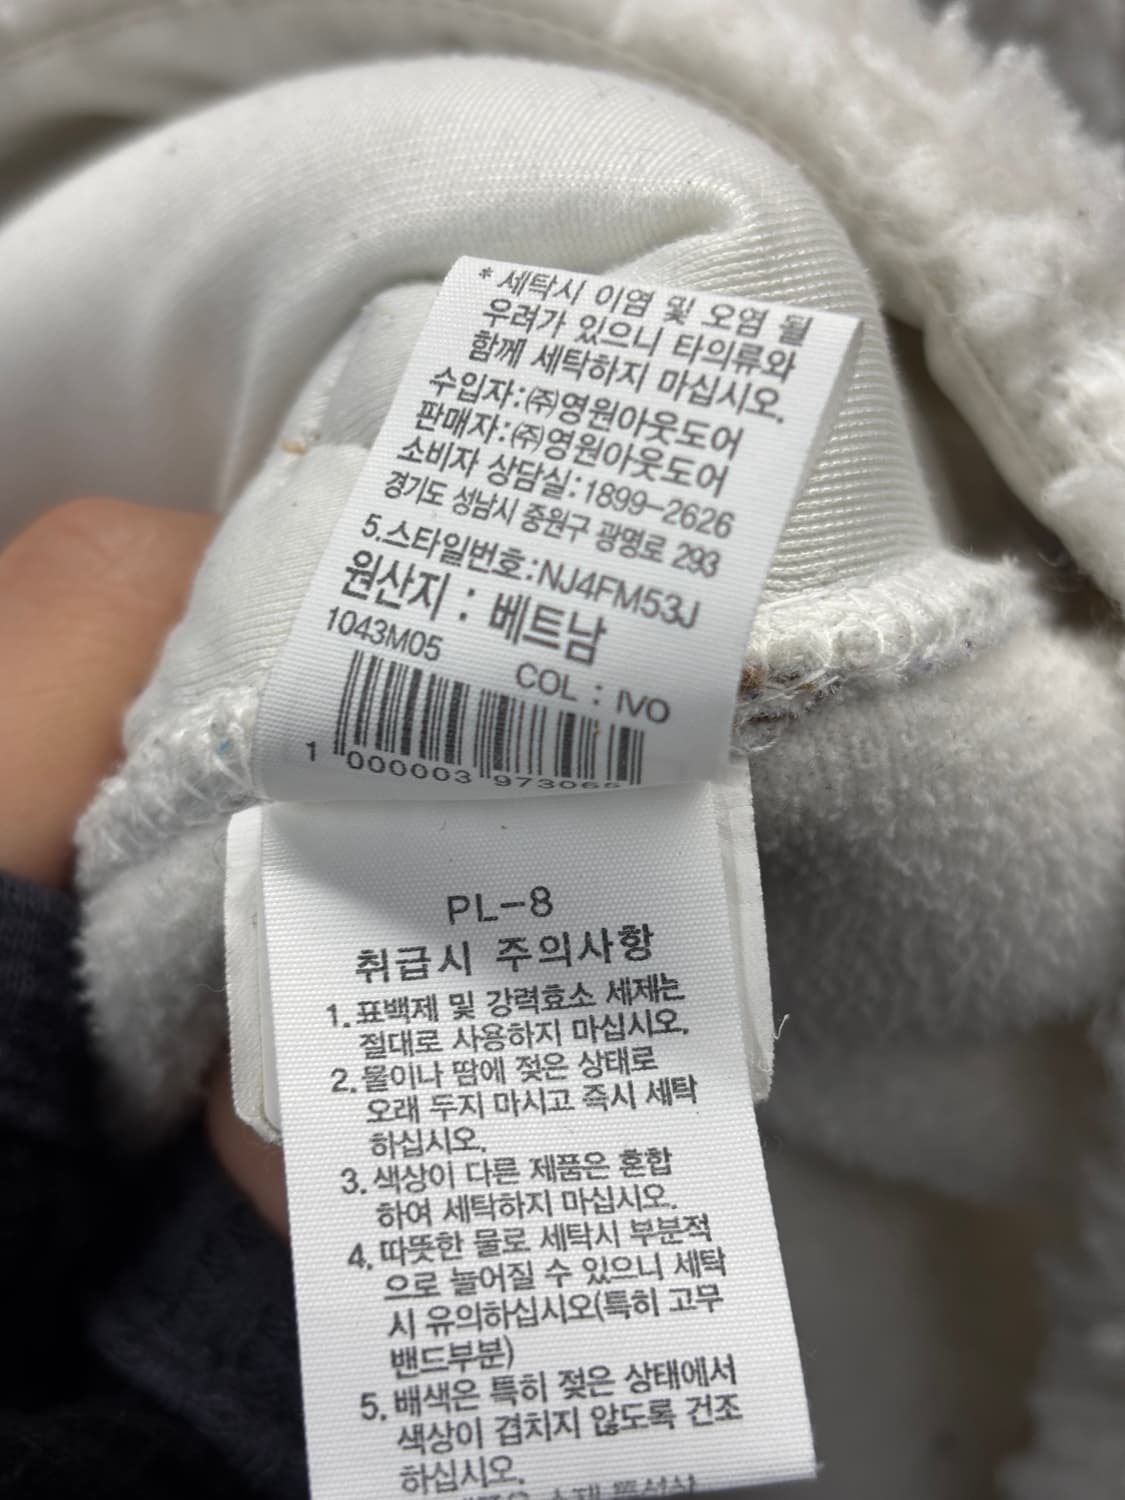 * 세탁시 이염 및 오염 될
우려가 있으니 타의류와
함께 세탁하지 마십시오.
수입자:㈜영원아웃도어
판매자:㈜영원아웃도어
소비자 상담실:1899-2626
경기도 성남시 중원구 광명로 293
5.스타일번호:NJ4FM53J
원산지 : 베트남
1043M05
COL : IVO
1 000003 973066
PL-8
취급시 주의사항
1. 표백제 및 강력효소 세제는
절대로 사용하지 마십시오.
2. 물이나 땀에 젖은 상태로
오래 두지 마시고 즉시 세탁
하십시오.
3. 색상이 다른 제품은 혼합
하여 세탁하지 마십시오.
4. 따뜻한 물로 세탁시 부분적
으로 늘어질 수 있으니 세탁
시 유의하십시오(특히 고무
밴드부분)
5. 배색은 특히 젖은 상태에서
색상이 겹치지 않도록 건조
하십시오.